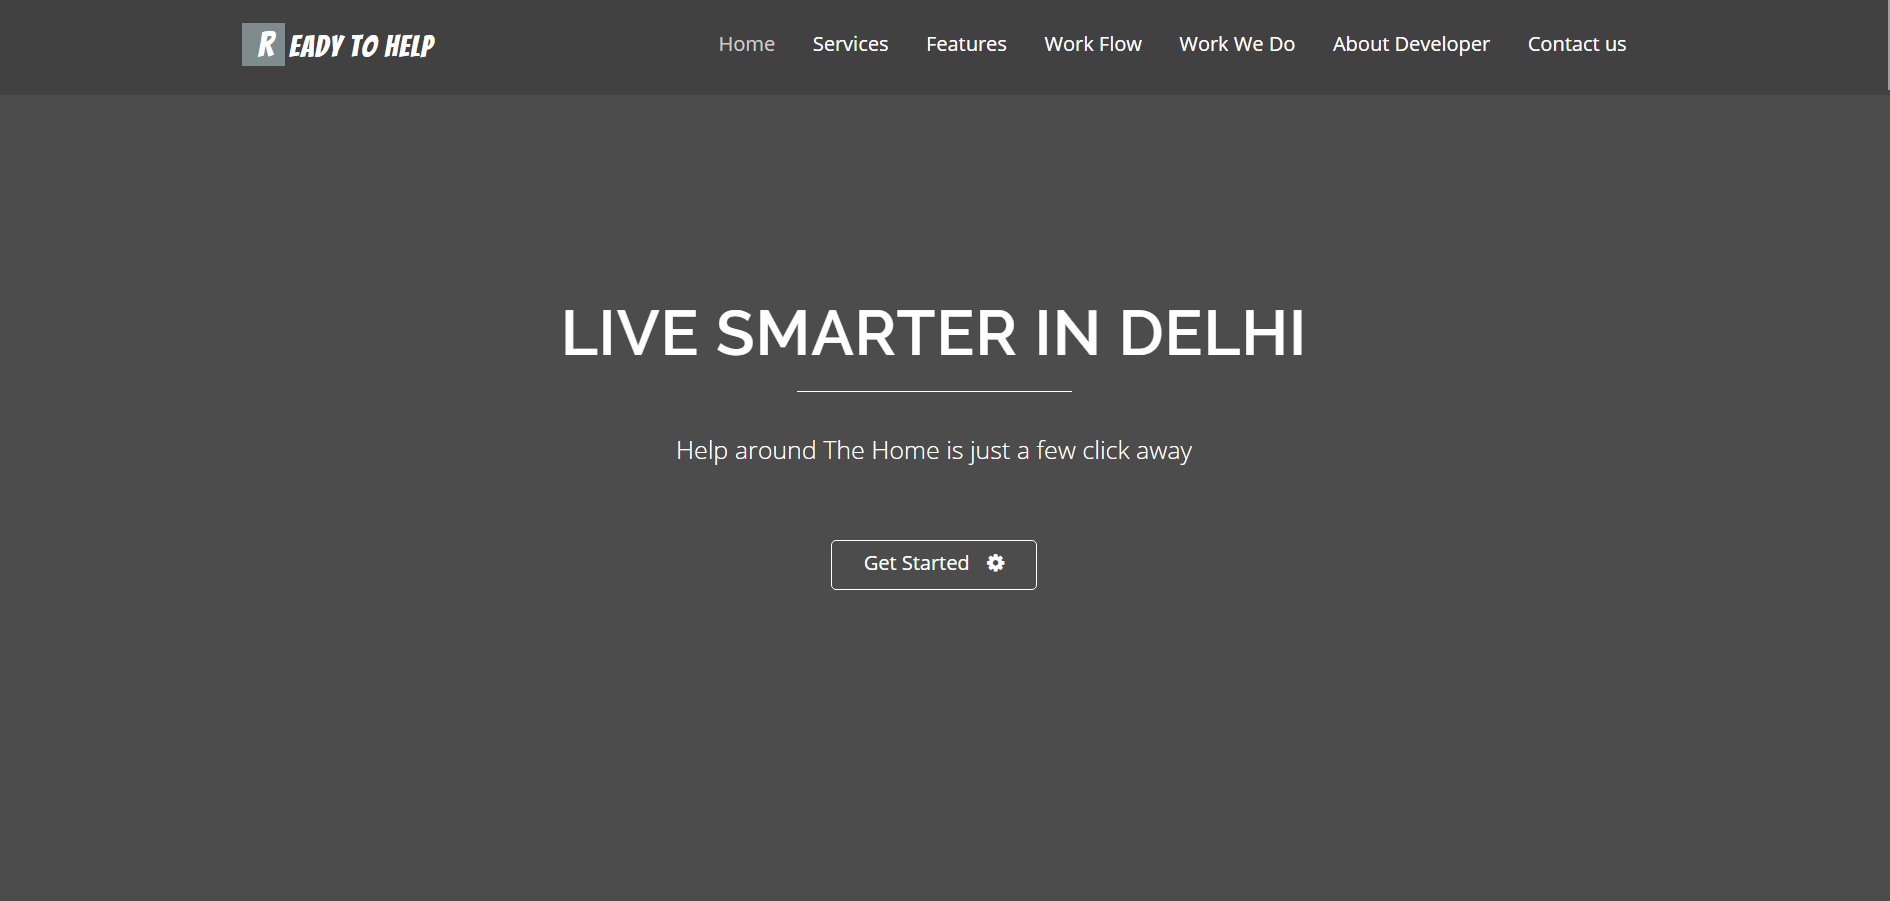 READY TO HELP
Home Services Features Work Flow Work We Do About Developer Contact us
LIVE SMARTER IN DELHI
Help around The Home is just a few click away
Get Started